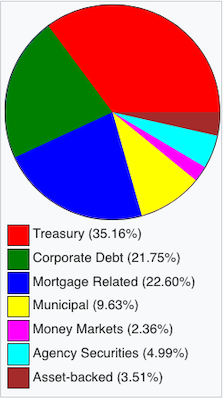 Treasury (35.16%)
Corporate Debt (21.75%)
Mortgage Related (22.60%)
Municipal (9.63%)
Money Markets (2.36%)
Agency Securities (4.99%)
Asset-backed (3.51%)